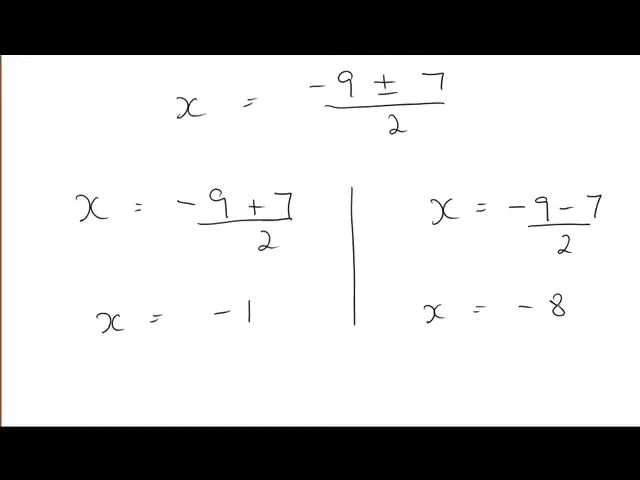 x = (-9 ± 7)/2
x = (-9 + 7)/2
x = (-9 - 7)/2
x = -1
x = -8